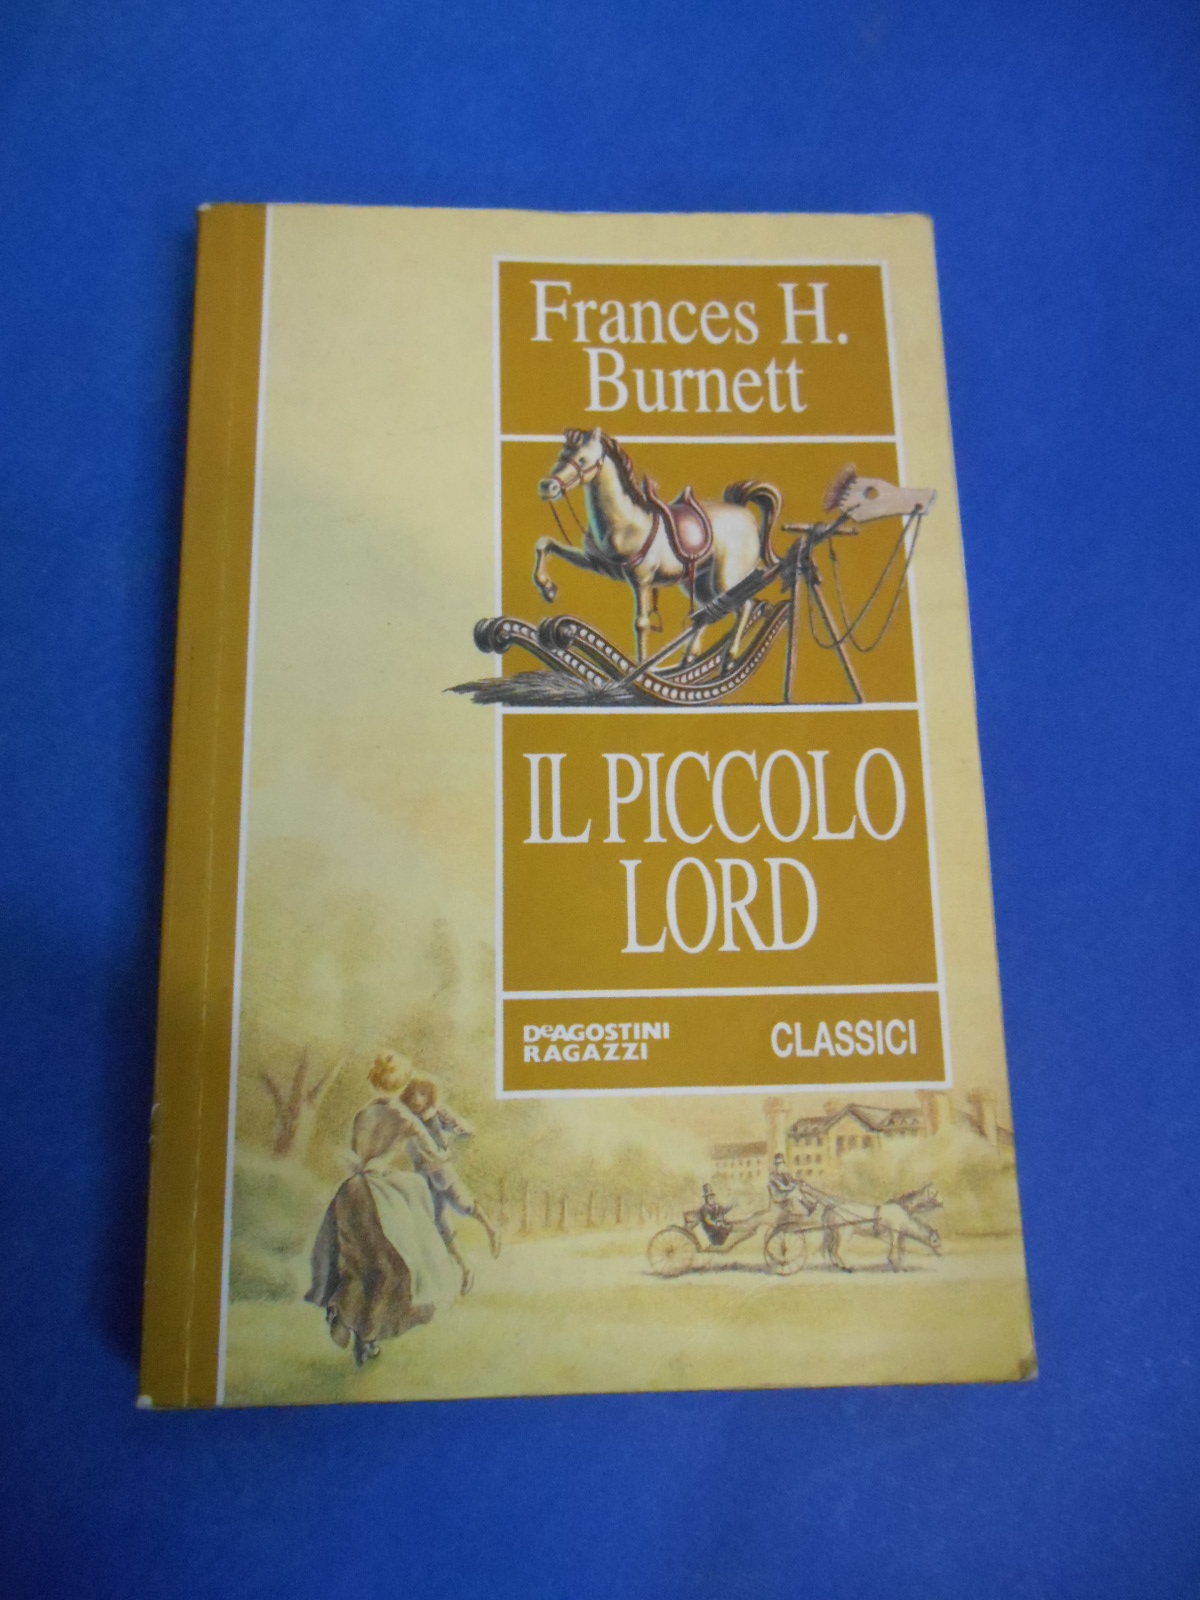 Frances H.
Burnett
IL PICCOLO
LORD
DeAGOSTINI
RAGAZZI
CLASSICI